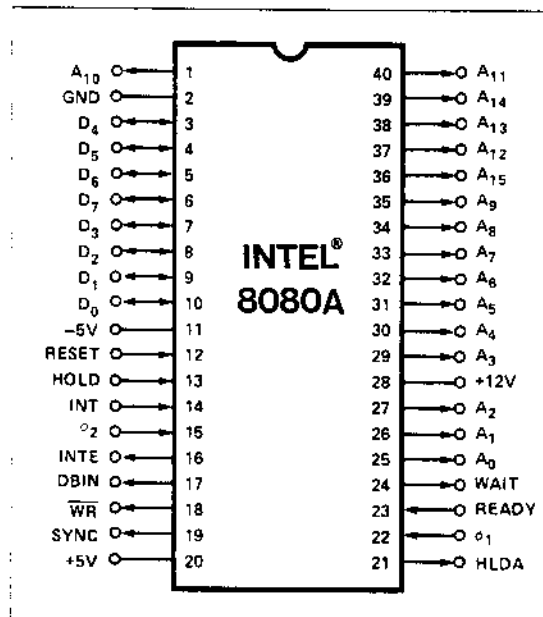 A10 1 40 A11
GND 2 39 A14
D4 3 38 A13
D5 4 37 A12
D6 5 36 A15
D7 6 35 A9
D3 7 34 A8
D2 8 33 A7
D1 9 32 A6
D0 10 31 A5
-5V 11 30 A4
RESET 12 29 A3
HOLD 13 28 +12V
INT 14 27 A2
ø2 15 26 A1
INTE 16 25 A0
DBIN 17 24 WAIT
W̅R̅ 18 23 READY
SYNC 19 22 ø1
+5V 20 21 HLDA
INTEL®
8080A